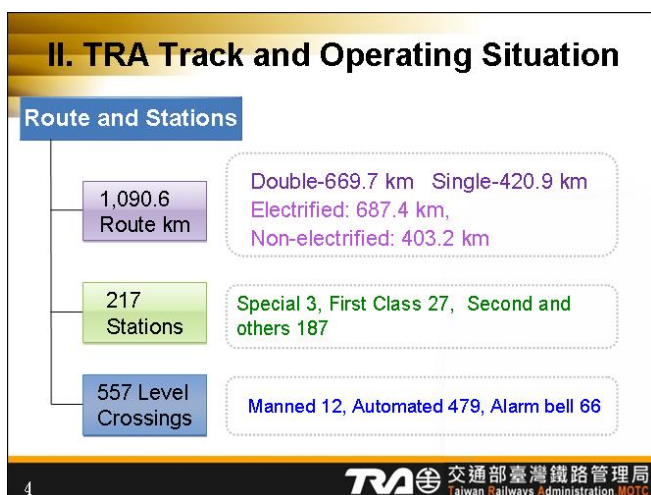 II. TRA Track and Operating Situation
Route and Stations
1,090.6
Route km
Double-669.7 km Single-420.9 km
Electrified: 687.4 km,
Non-electrified: 403.2 km
217
Stations
Special 3, First Class 27, Second and
others 187
557 Level
Crossings
Manned 12, Automated 479, Alarm bell 66
4
TRA 交通部臺灣鐵路管理局
Taiwan Railways Administration MOTC